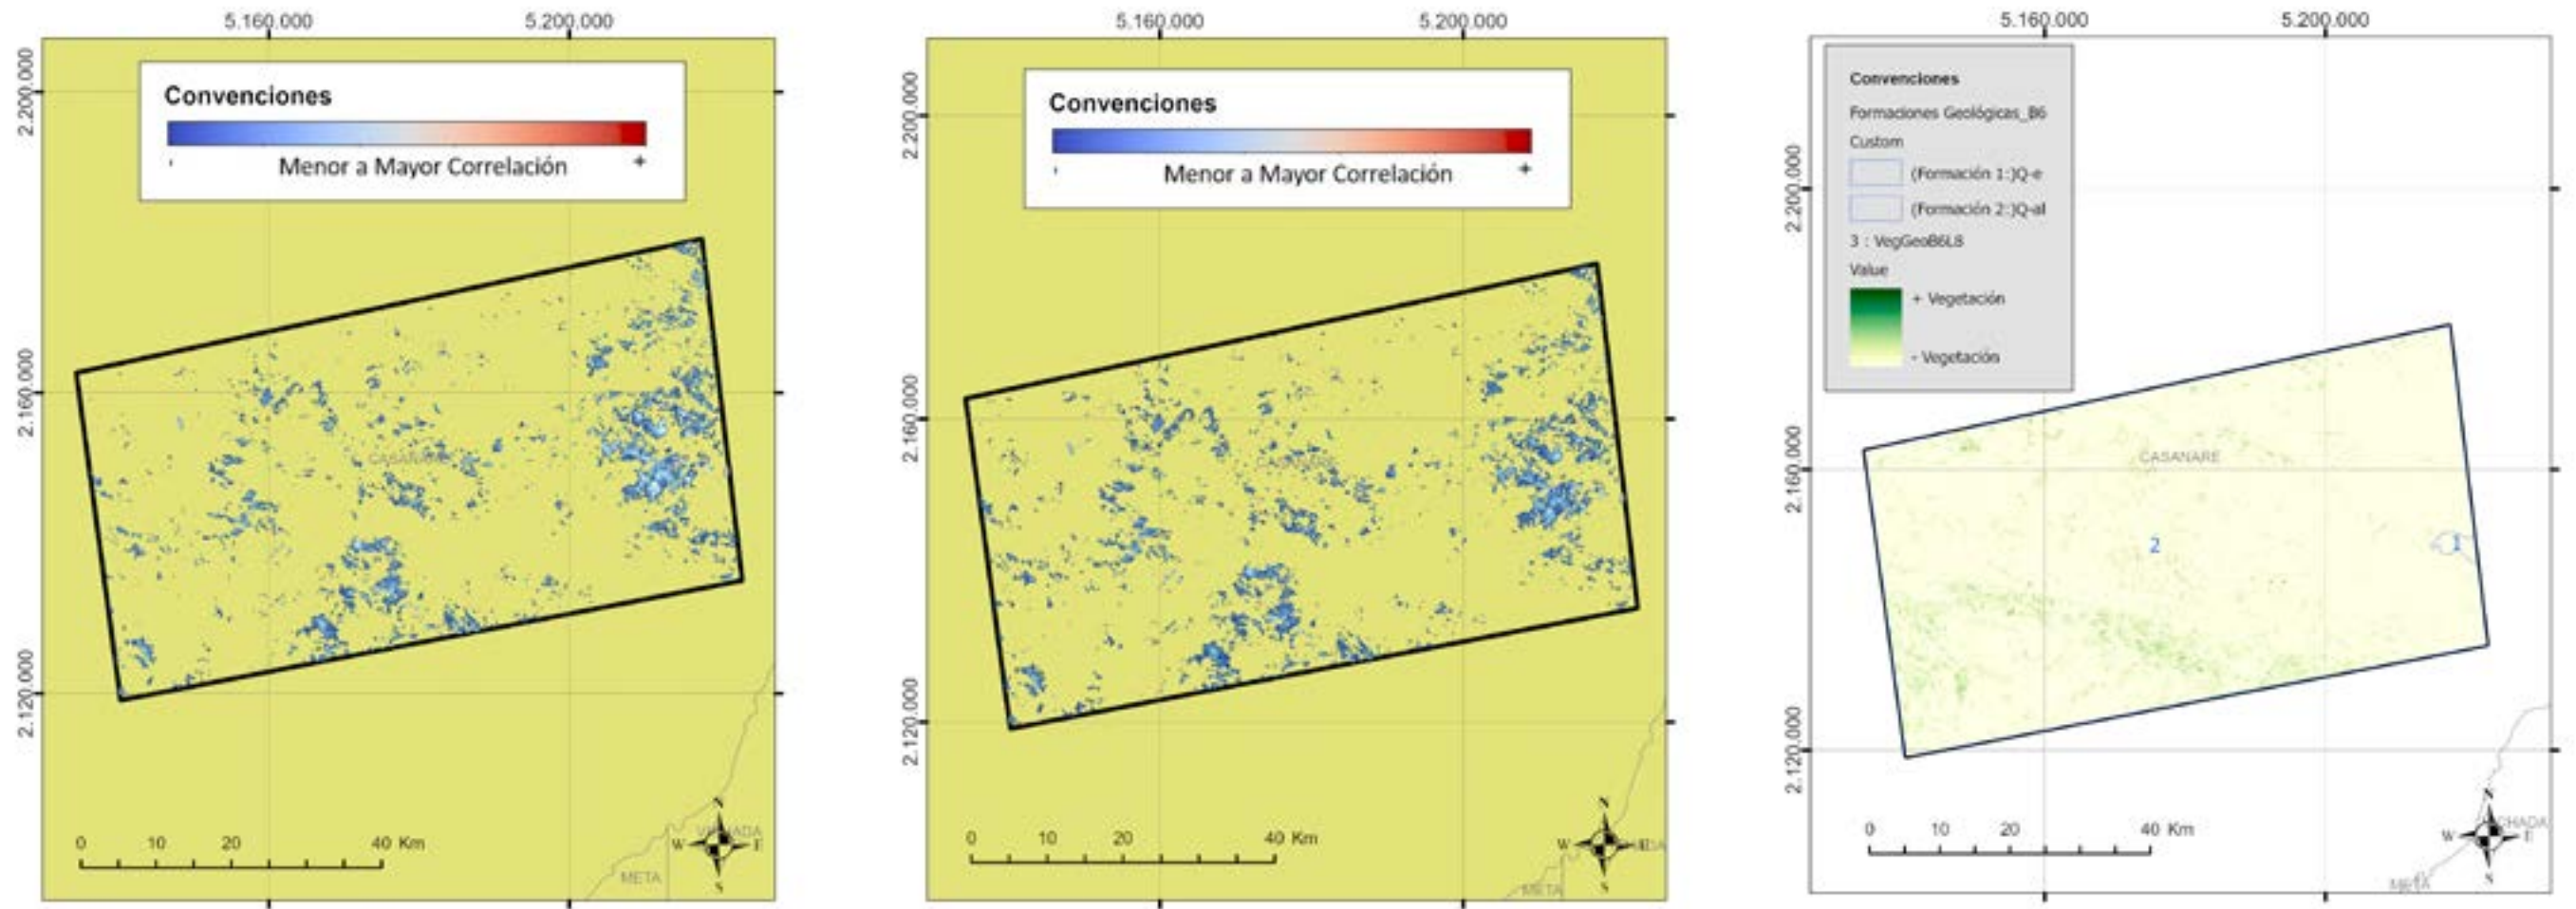 5.160.000 5.200.000
2.200.000
2.160.000
2.120.000
Convenciones
-
Menor a Mayor Correlación +
CASANARE
0 10 20 40 Km
N
W E
S
META
5.160.000 5.200.000
2.200.000
2.160.000
2.120.000
Convenciones
-
Menor a Mayor Correlación +
CASANARE
0 10 20 40 Km
N
W E
S
META
5.160.000 5.200.000
2.200.000
2.160.000
2.120.000
Convenciones
Formaciones Geológicas_B6
Custom
(Formación 1:)Q-e
(Formación 2:)Q-al
3 : VegGeoB6L8
Value
+ Vegetación
- Vegetación
CASANARE
2
1
0 10 20 40 Km
N
W E
S
CHADA
META